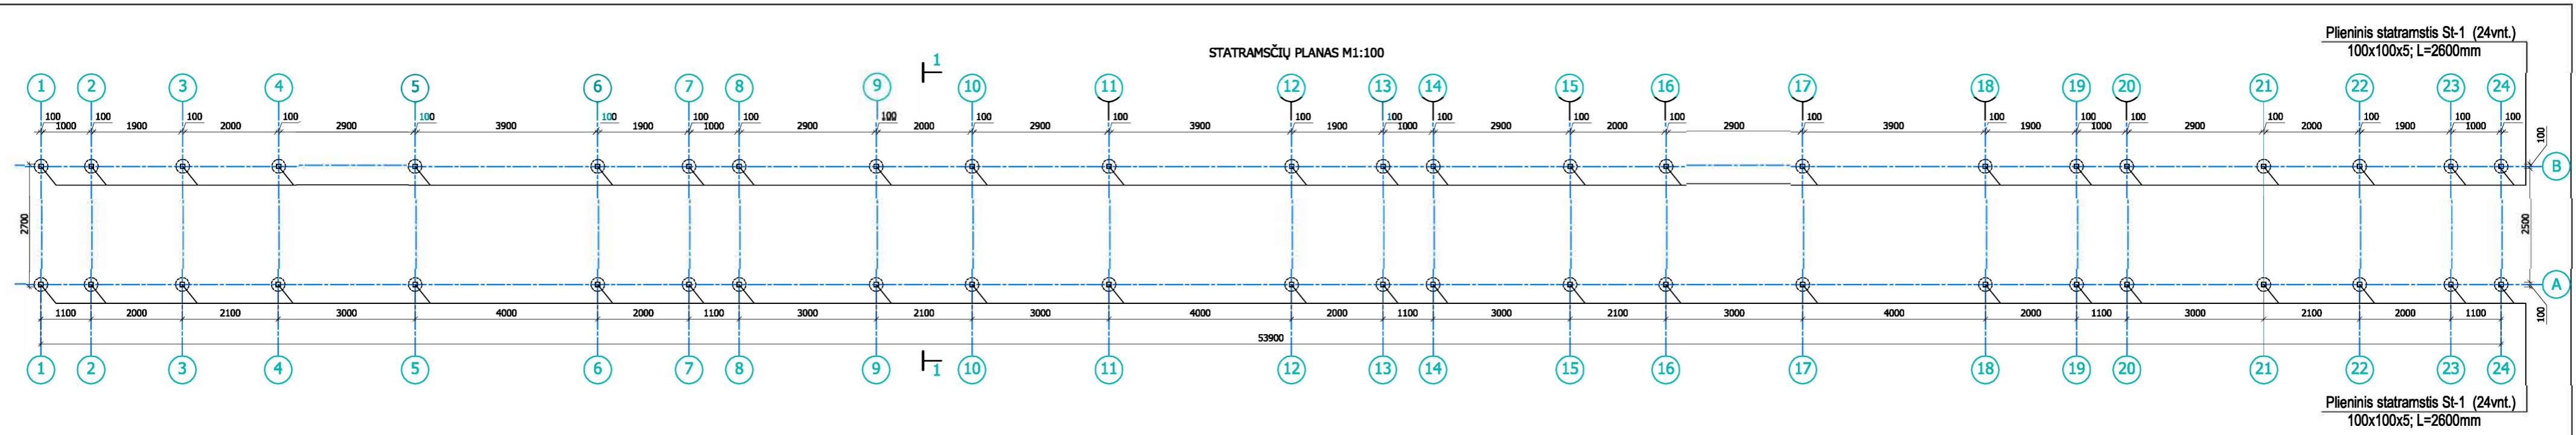 Plieninis statramstis St-1 (24vnt.)
100x100x5; L=2600mm
STATRAMSČIŲ PLANAS M1:100
1
1 2 3 4 5 6 7 8 9 10 11 12 13 14 15 16 17 18 19 20 21 22 23 24
100 100 100 100 100 100 100 100 100 100 100 100 100 100 100 100 100 100 100 100 100 100 100 100
1000 1900 2000 2900 3900 1900 1000 2900 2000 2900 3900 1900 1000 2900 2000 2900 3900 1900 1000 2900 2000 1900 1000
100
B
2700
2500
A
1100 2000 2100 3000 4000 2000 1100 3000 2100 3000 4000 2000 1100 3000 2100 3000 4000 2000 1100 3000 2100 2000 1100
100
53900
1
1 2 3 4 5 6 7 8 9 10 11 12 13 14 15 16 17 18 19 20 21 22 23 24
Plieninis statramstis St-1 (24vnt.)
100x100x5; L=2600mm